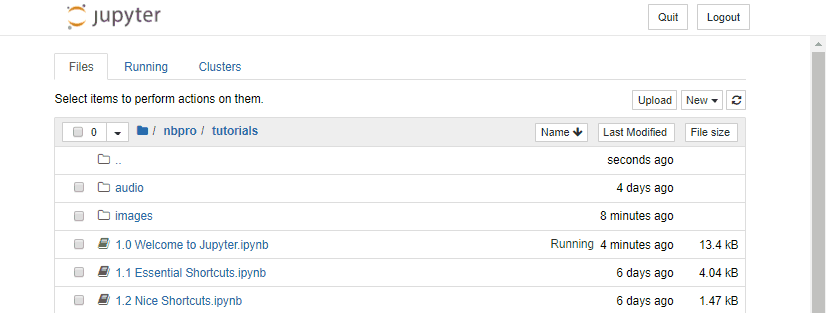 jupyter Quit Logout
Files Running Clusters
Select items to perform actions on them. Upload New
0 / nbpro / tutorials Name Last Modified File size
.. seconds ago
audio 4 days ago
images 8 minutes ago
1.0 Welcome to Jupyter.ipynb Running 4 minutes ago 13.4 kB
1.1 Essential Shortcuts.ipynb 6 days ago 4.04 kB
1.2 Nice Shortcuts.ipynb 6 days ago 1.47 kB